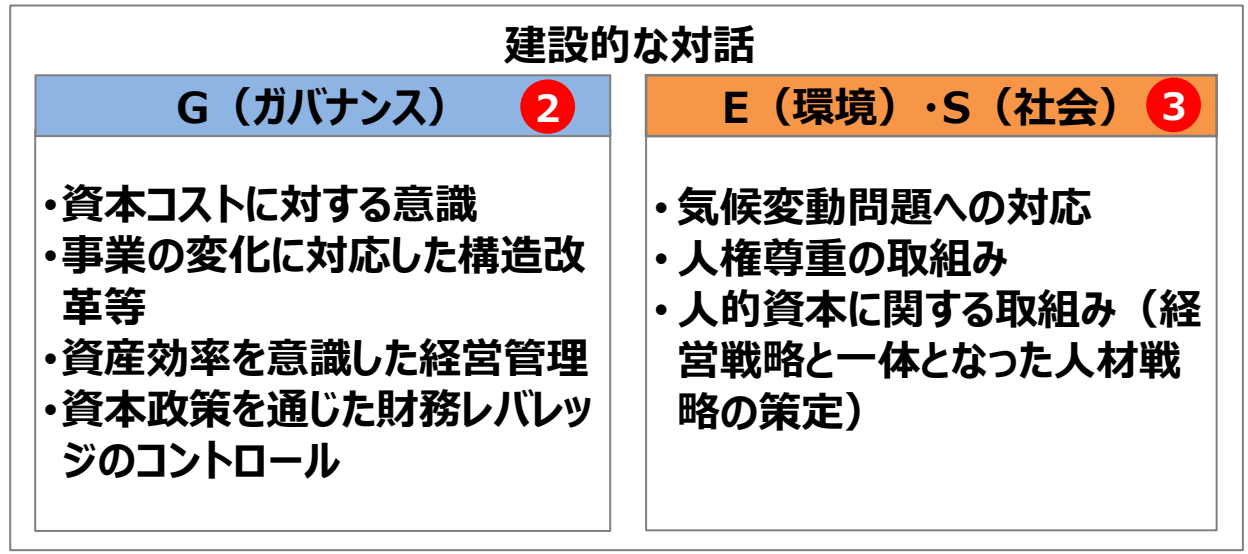 建設的な対話
G（ガバナンス） 2
・資本コストに対する意識
・事業の変化に対応した構造改
革等
・資産効率を意識した経営管理
・資本政策を通じた財務レバレッ
ジのコントロール
E（環境）・S（社会） 3
・気候変動問題への対応
・人権尊重の取組み
・人的資本に関する取組み（経
営戦略と一体となった人材戦
略の策定）